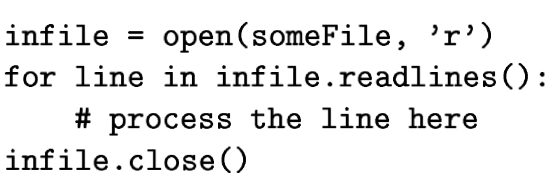 infile = open(someFile, ’r’)
for line in infile.readlines():
    # process the line here
infile.close()